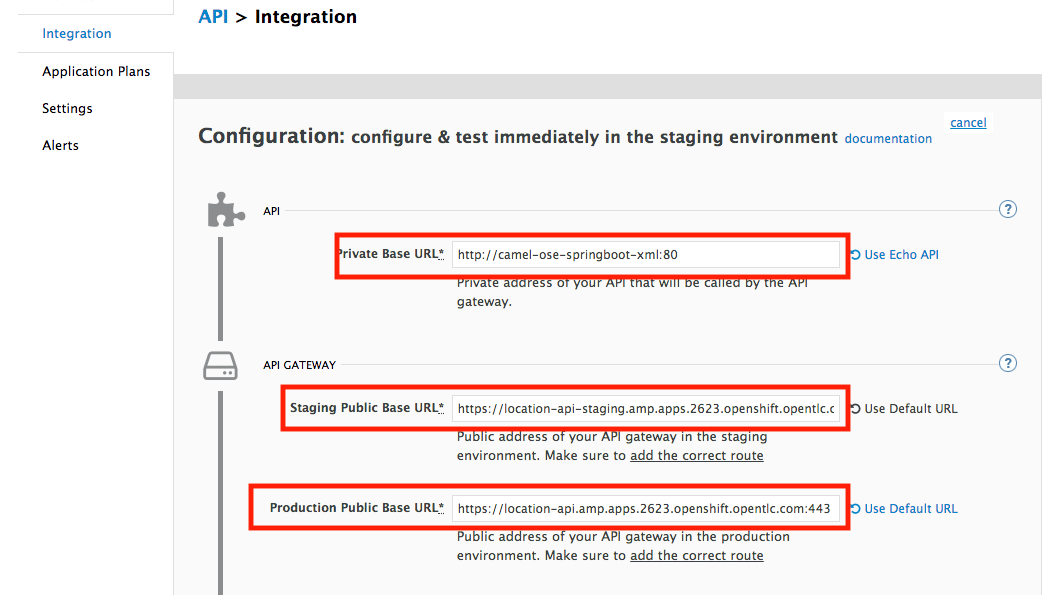 API > Integration
Integration
Application Plans
Settings
Alerts
Configuration: configure & test immediately in the staging environment documentation cancel
API ?
Private Base URL* http://camel-ose-springboot-xml:80 Use Echo API
Private address of your API that will be called by the API
gateway.
API GATEWAY ?
Staging Public Base URL* https://location-api-staging.amp.apps.2623.openshift.opentlc.c Use Default URL
Public address of your API gateway in the staging
environment. Make sure to add the correct route
Production Public Base URL* https://location-api.amp.apps.2623.openshift.opentlc.com:443 Use Default URL
Public address of your API gateway in the production
environment. Make sure to add the correct route